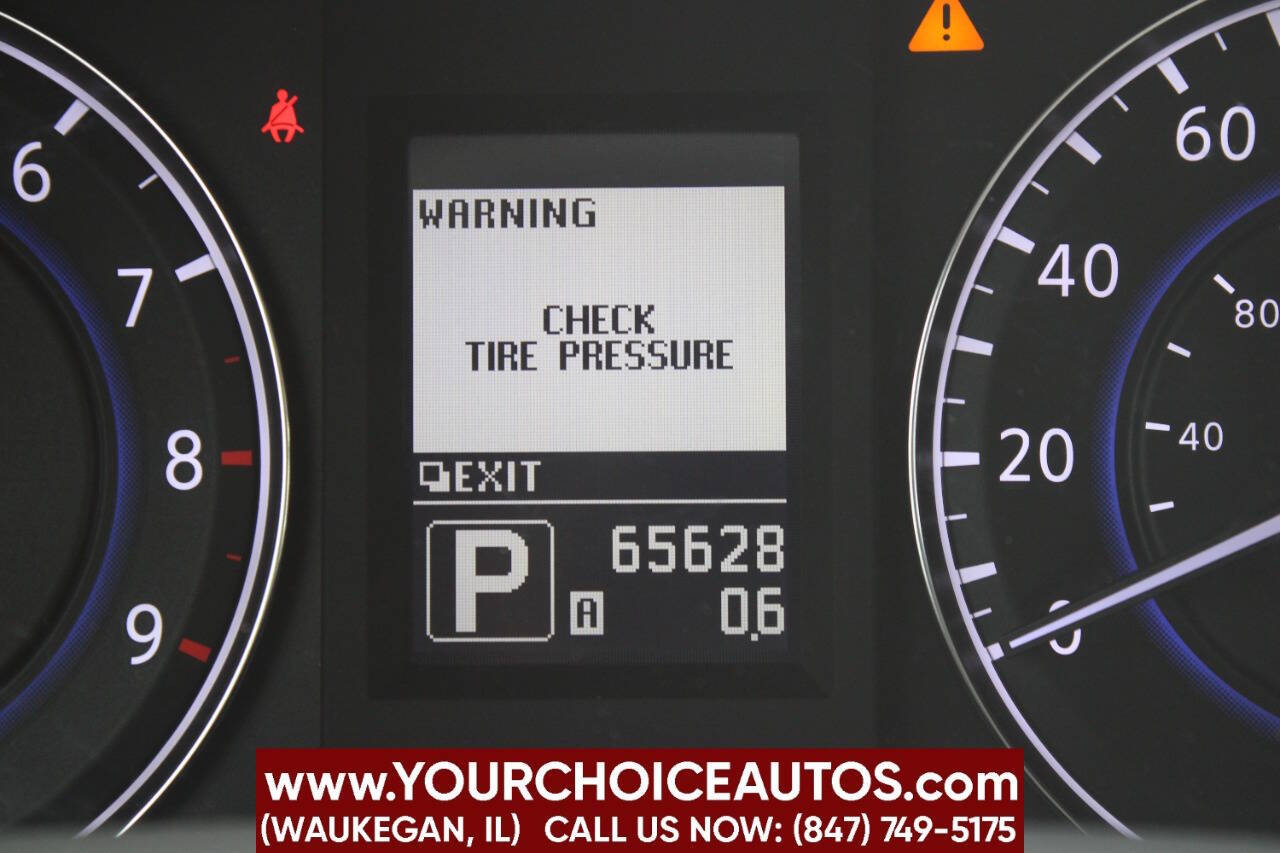 6
7
8
9
WARNING
CHECK
TIRE PRESSURE
EXIT
P
65628
A
0.6
60
40
20
0
80
40
www.YOURCHOICEAUTOS.com
(WAUKEGAN, IL) CALL US NOW: (847) 749-5175